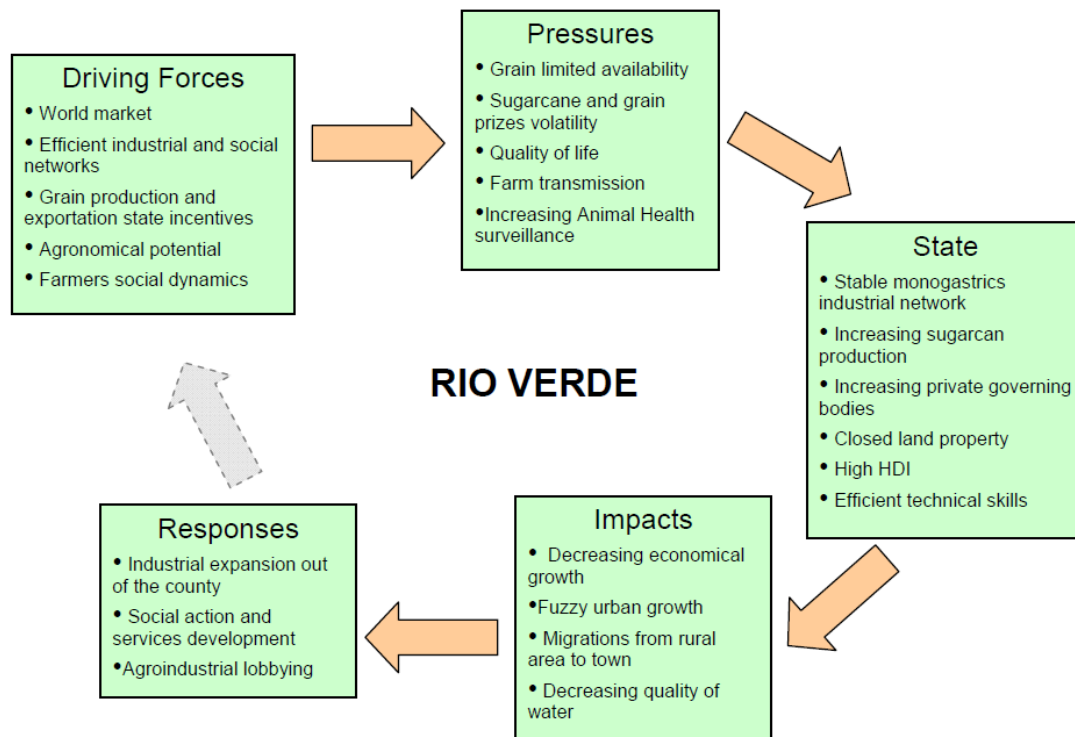 Driving Forces
• World market
• Efficient industrial and social
networks
• Grain production and
exportation state incentives
• Agronomical potential
• Farmers social dynamics
Pressures
• Grain limited availability
• Sugarcane and grain
prizes volatility
• Quality of life
• Farm transmission
•Increasing Animal Health
surveillance
State
• Stable monogastrics
industrial network
• Increasing sugarcan
production
• Increasing private governing
bodies
• Closed land property
• High HDI
• Efficient technical skills
RIO VERDE
Impacts
• Decreasing economical
growth
•Fuzzy urban growth
• Migrations from rural
area to town
• Decreasing quality of
water
Responses
• Industrial expansion out
of the county
• Social action and
services development
•Agroindustrial lobbying